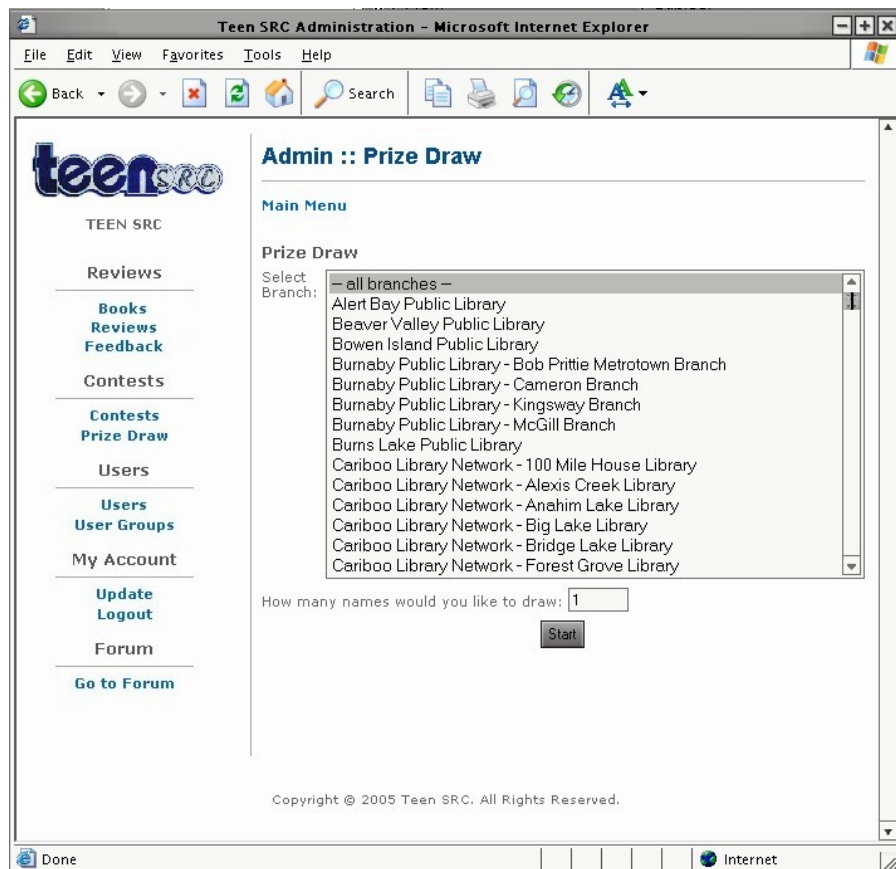 Teen SRC Administration - Microsoft Internet Explorer
File Edit View Favorites Tools Help
Back Search
teenSRC
TEEN SRC
Reviews
Books
Reviews
Feedback
Contests
Contests
Prize Draw
Users
Users
User Groups
My Account
Update
Logout
Forum
Go to Forum
Admin :: Prize Draw
Main Menu
Prize Draw
Select
Branch:
-- all branches --
Alert Bay Public Library
Beaver Valley Public Library
Bowen Island Public Library
Burnaby Public Library - Bob Prittie Metrotown Branch
Burnaby Public Library - Cameron Branch
Burnaby Public Library - Kingsway Branch
Burnaby Public Library - McGill Branch
Burns Lake Public Library
Cariboo Library Network - 100 Mile House Library
Cariboo Library Network - Alexis Creek Library
Cariboo Library Network - Anahim Lake Library
Cariboo Library Network - Big Lake Library
Cariboo Library Network - Bridge Lake Library
Cariboo Library Network - Forest Grove Library
How many names would you like to draw: 1
Start
Copyright © 2005 Teen SRC. All Rights Reserved.
Done Internet